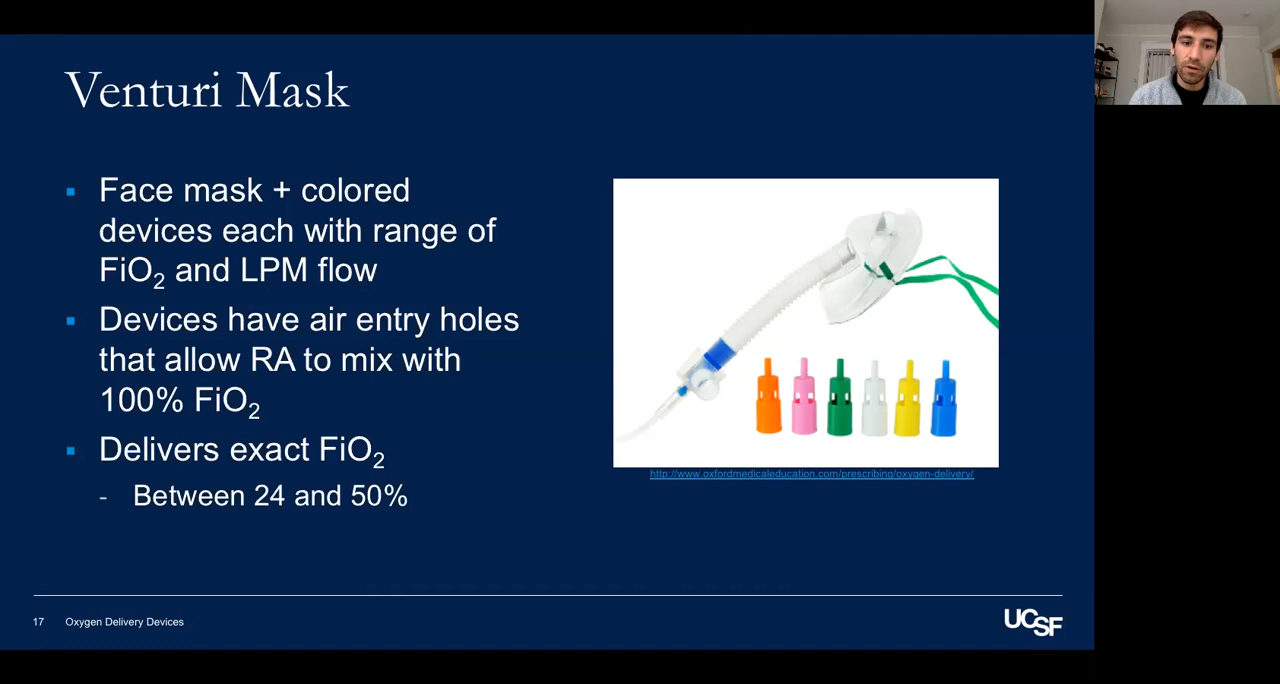 Venturi Mask
▪ Face mask + colored
devices each with range of
FiO₂ and LPM flow
▪ Devices have air entry holes
that allow RA to mix with
100% FiO₂
▪ Delivers exact FiO₂
- Between 24 and 50%
http://www.oxfordmedicaleducation.com/prescribing/oxygen-delivery/
17 Oxygen Delivery Devices
UCSF